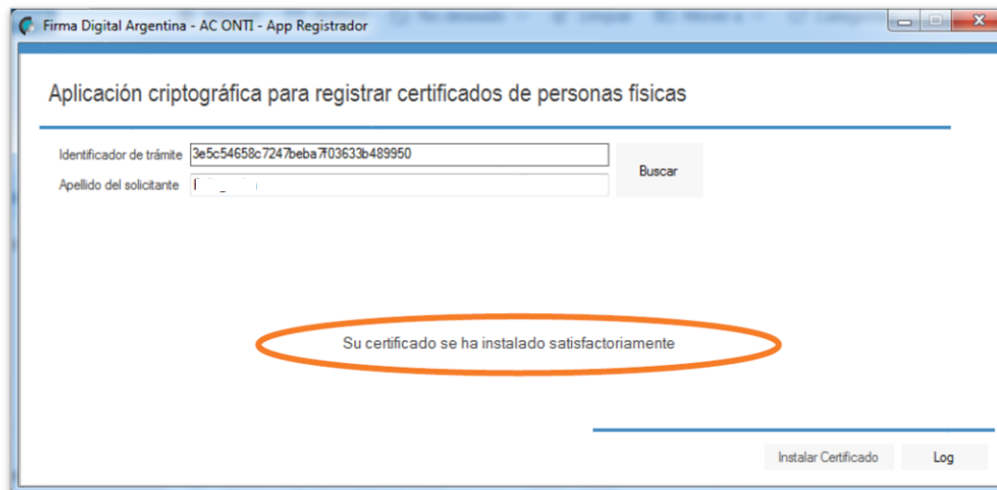 Firma Digital Argentina - AC ONTI - App Registrador
Aplicación criptográfica para registrar certificados de personas físicas
Identificador de trámite 3e5c54658c7247beba7f03633b489950
Buscar
Apellido del solicitante
Su certificado se ha instalado satisfactoriamente
Instalar Certificado Log